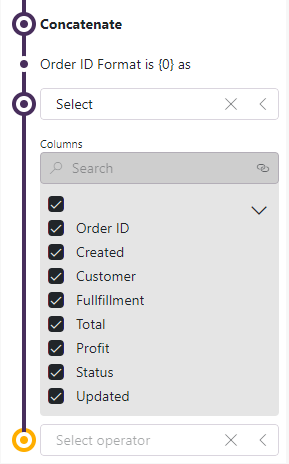 Concatenate
Order ID Format is {0} as
Select
Columns
Search
Order ID
Created
Customer
Fullfillment
Total
Profit
Status
Updated
Select operator